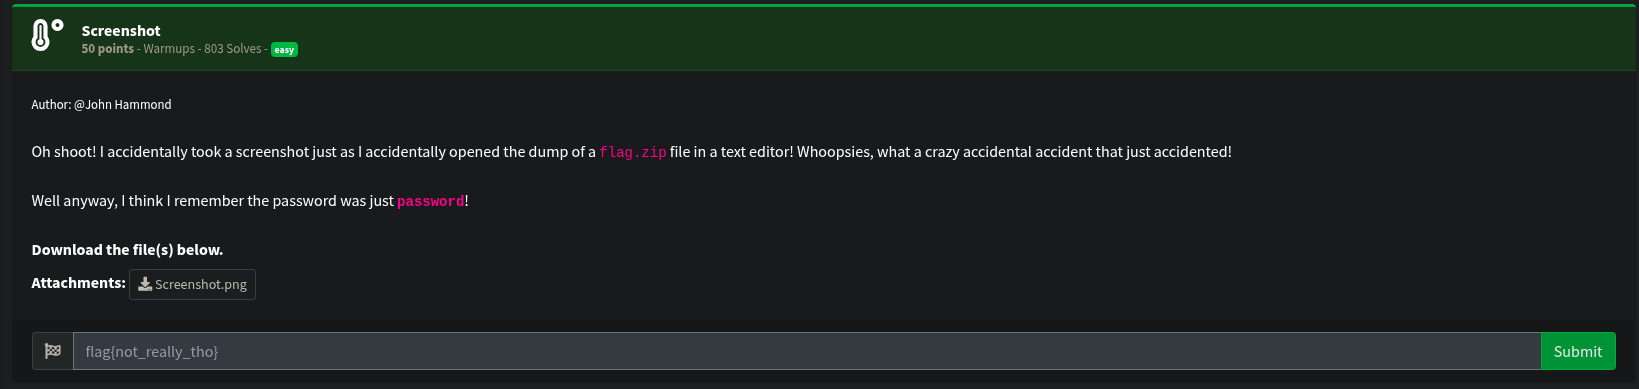 Screenshot
50 points - Warmups - 803 Solves - easy
Author: @John Hammond
Oh shoot! I accidentally took a screenshot just as I accidentally opened the dump of a flag.zip file in a text editor! Whoopsies, what a crazy accidental accident that just accidented!
Well anyway, I think I remember the password was just password!
Download the file(s) below.
Attachments: Screenshot.png
flag{not_really_tho} Submit